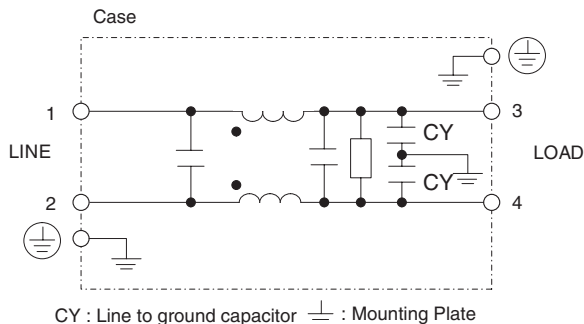 Case
1
3
CY
LINE
LOAD
CY
2
4
CY : Line to ground capacitor : Mounting Plate